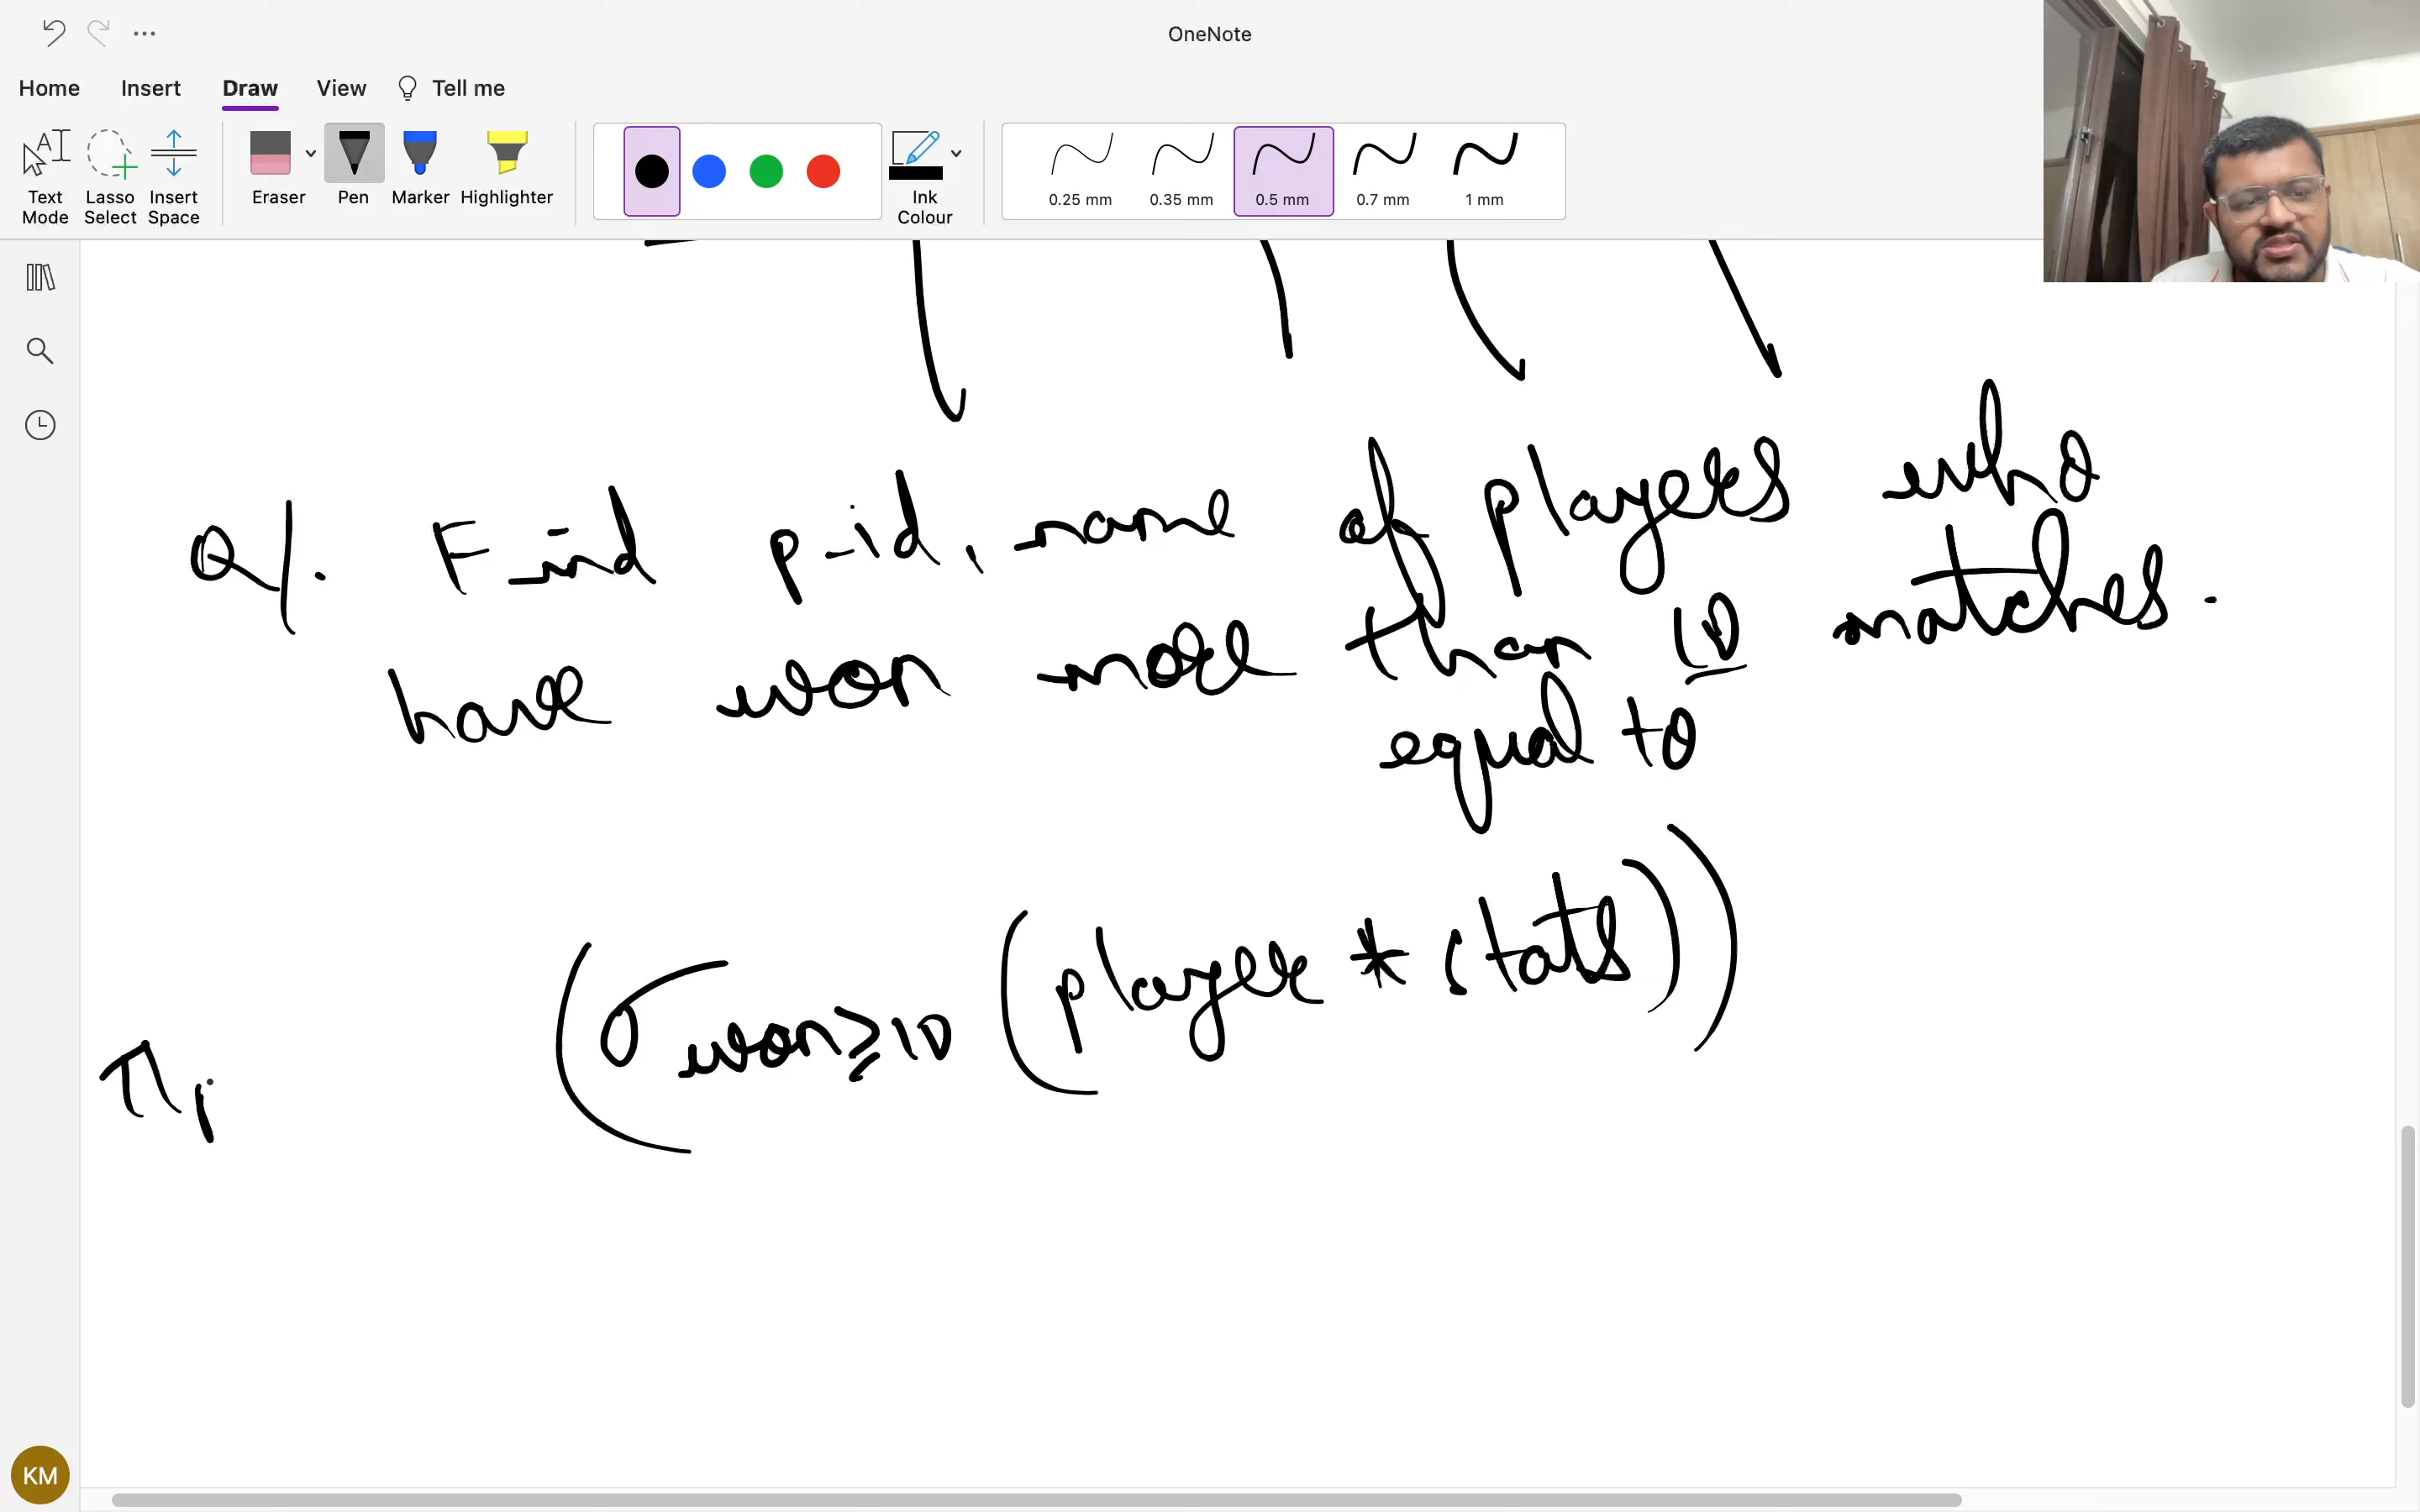 OneNote
Home Insert Draw View Tell me
Text Mode Lasso Select Insert Space Eraser Pen Marker Highlighter Ink Colour 0.25 mm 0.35 mm 0.5 mm 0.7 mm 1 mm
Q/. Find p-id, name of players who
have won more than 10 matches.
equal to
π p (σ won≥10 (player * stats))
KM